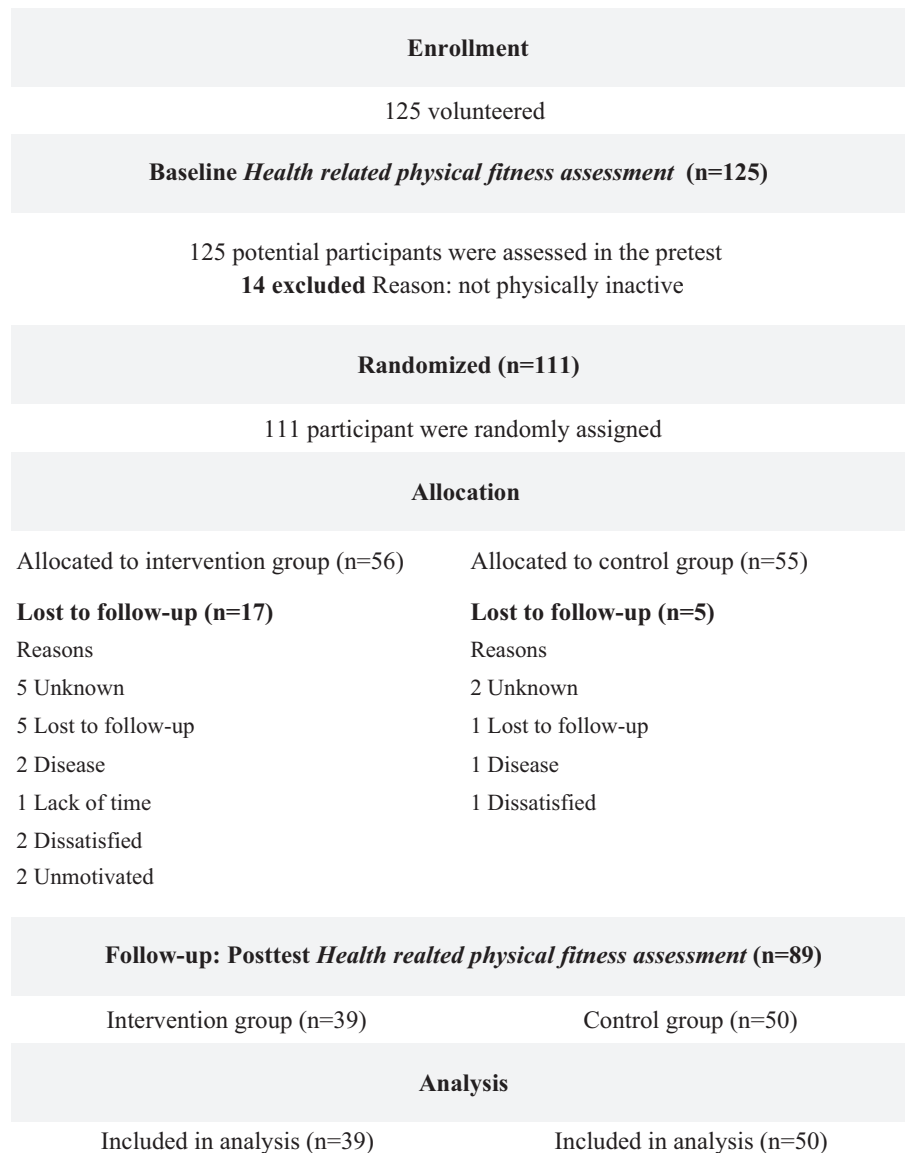 Enrollment
125 volunteered
Baseline Health related physical fitness assessment (n=125)
125 potential participants were assessed in the pretest
14 excluded Reason: not physically inactive
Randomized (n=111)
111 participant were randomly assigned
Allocation
Allocated to intervention group (n=56)
Lost to follow-up (n=17)
Reasons
5 Unknown
5 Lost to follow-up
2 Disease
1 Lack of time
2 Dissatisfied
2 Unmotivated
Allocated to control group (n=55)
Lost to follow-up (n=5)
Reasons
2 Unknown
1 Lost to follow-up
1 Disease
1 Dissatisfied
Follow-up: Posttest Health realted physical fitness assessment (n=89)
Intervention group (n=39)
Control group (n=50)
Analysis
Included in analysis (n=39)
Included in analysis (n=50)